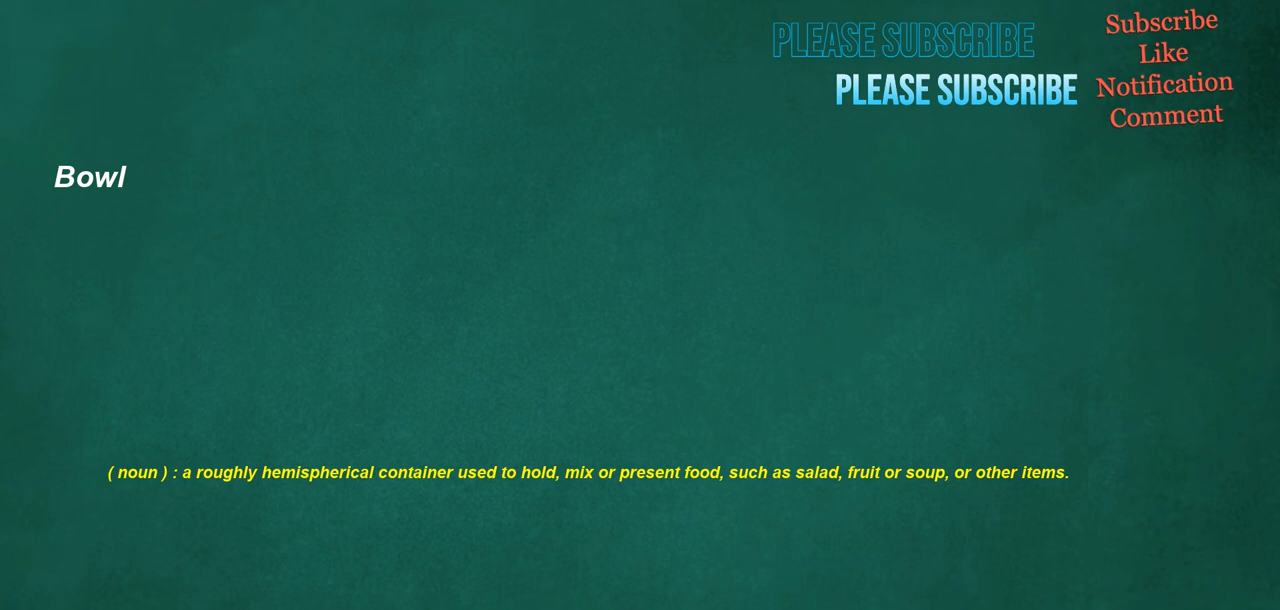 PLEASE SUBSCRIBE
PLEASE SUBSCRIBE
Subscribe
Like
Notification
Comment
Bowl
( noun ) : a roughly hemispherical container used to hold, mix or present food, such as salad, fruit or soup, or other items.